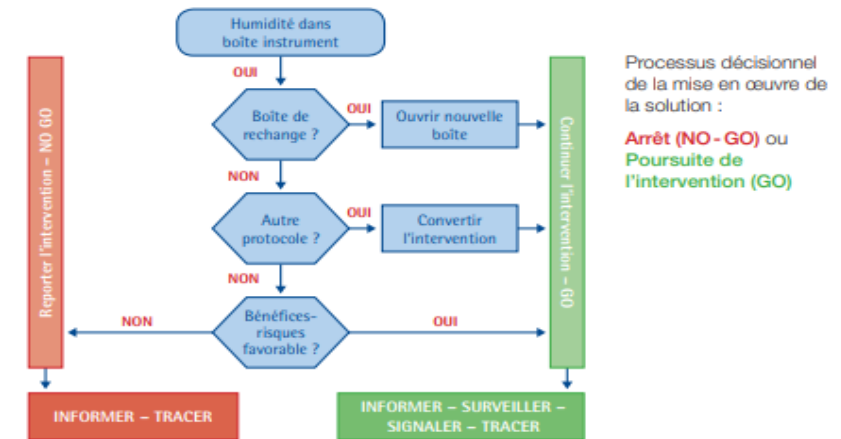 Humidité dans
boîte instrument
OUI
Boîte de
rechange ?
OUI
Ouvrir nouvelle
boîte
NON
Autre
protocole ?
OUI
Convertir
l'intervention
NON
Bénéfices-
risques
favorable ?
NON
OUI
Reporter l'intervention – NO GO
Continuer l'intervention – GO
INFORMER – TRACER
INFORMER – SURVEILLER –
SIGNALER – TRACER
Processus décisionnel
de la mise en œuvre de
la solution :
Arrêt (NO - GO) ou
Poursuite de
l'intervention (GO)